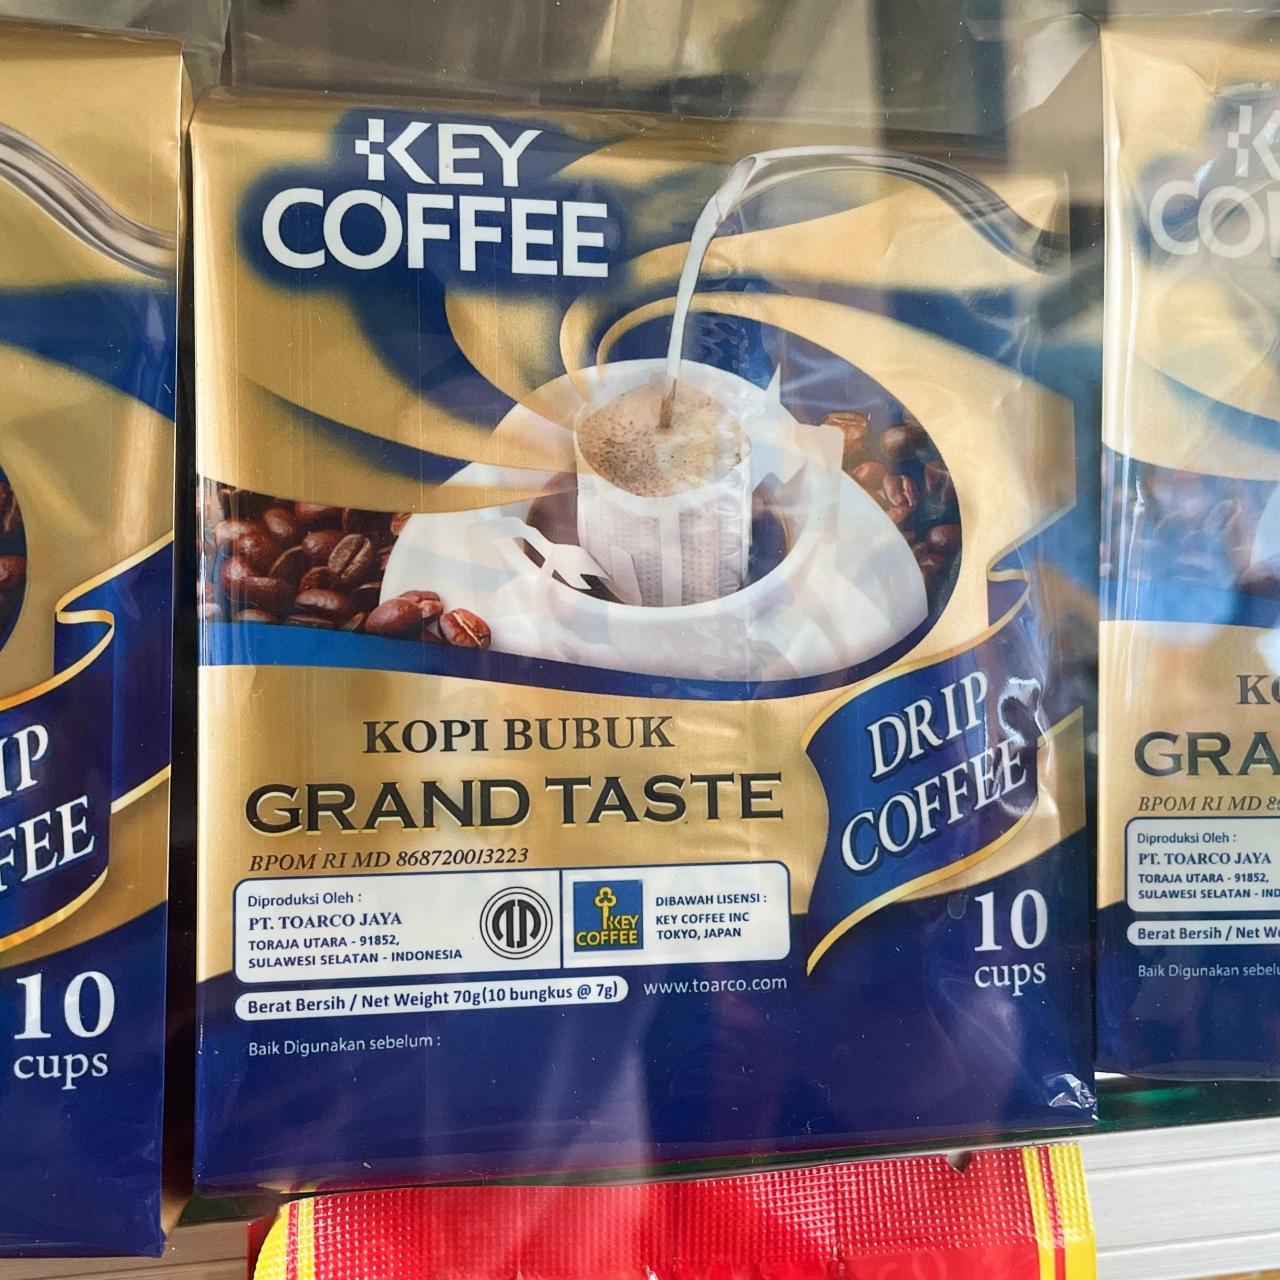 KEY
COFFEE
KOPI BUBUK
GRAND TASTE
BPOM RI MD 868720013223
Diproduksi Oleh :
PT. TOARCO JAYA
TORAJA UTARA - 91852,
SULAWESI SELATAN - INDONESIA
KEY
COFFEE
DIBAWAH LISENSI :
KEY COFFEE INC
TOKYO, JAPAN
Berat Bersih / Net Weight 70g(10 bungkus @ 7g)
www.toarco.com
Baik Digunakan sebelum :
DRIP
COFFEE
10
cups
IP
FEE
10
cups
K
CO
KO
GRA
BPOM RI MD 86
Diproduksi Oleh :
PT. TOARCO JAYA
TORAJA UTARA - 91852,
SULAWESI SELATAN - IND
Berat Bersih / Net We
Baik Digunakan sebelu